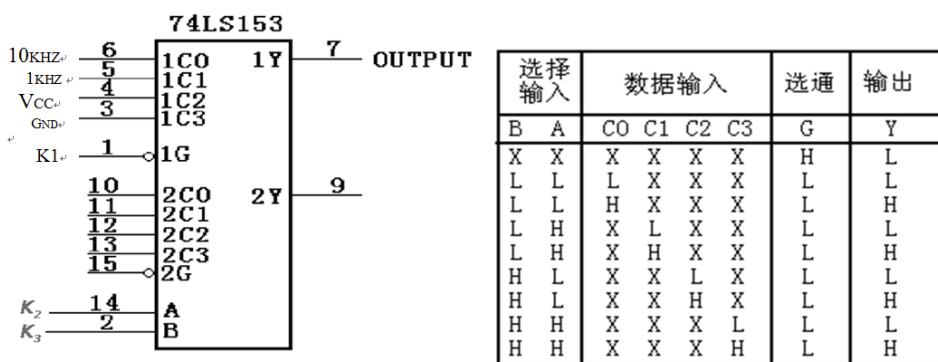 74LS153
10KHZ 6 1C0 1Y 7 OUTPUT
1KHZ 5 1C1
VCC 4 1C2
GND 3 1C3
K1 1 1G
10 2C0 2Y 9
11 2C1
12 2C2
13 2C3
15 2G
K2 14 A
K3 2 B
选择输入 数据输入 选通 输出
B A C0 C1 C2 C3 G Y
X X X X X X H L
L L L X X X L L
L L H X X X L H
L H X L X X L L
L H X H X X L H
H L X X L X L L
H L X X H X L H
H H X X X L L L
H H X X X H L H